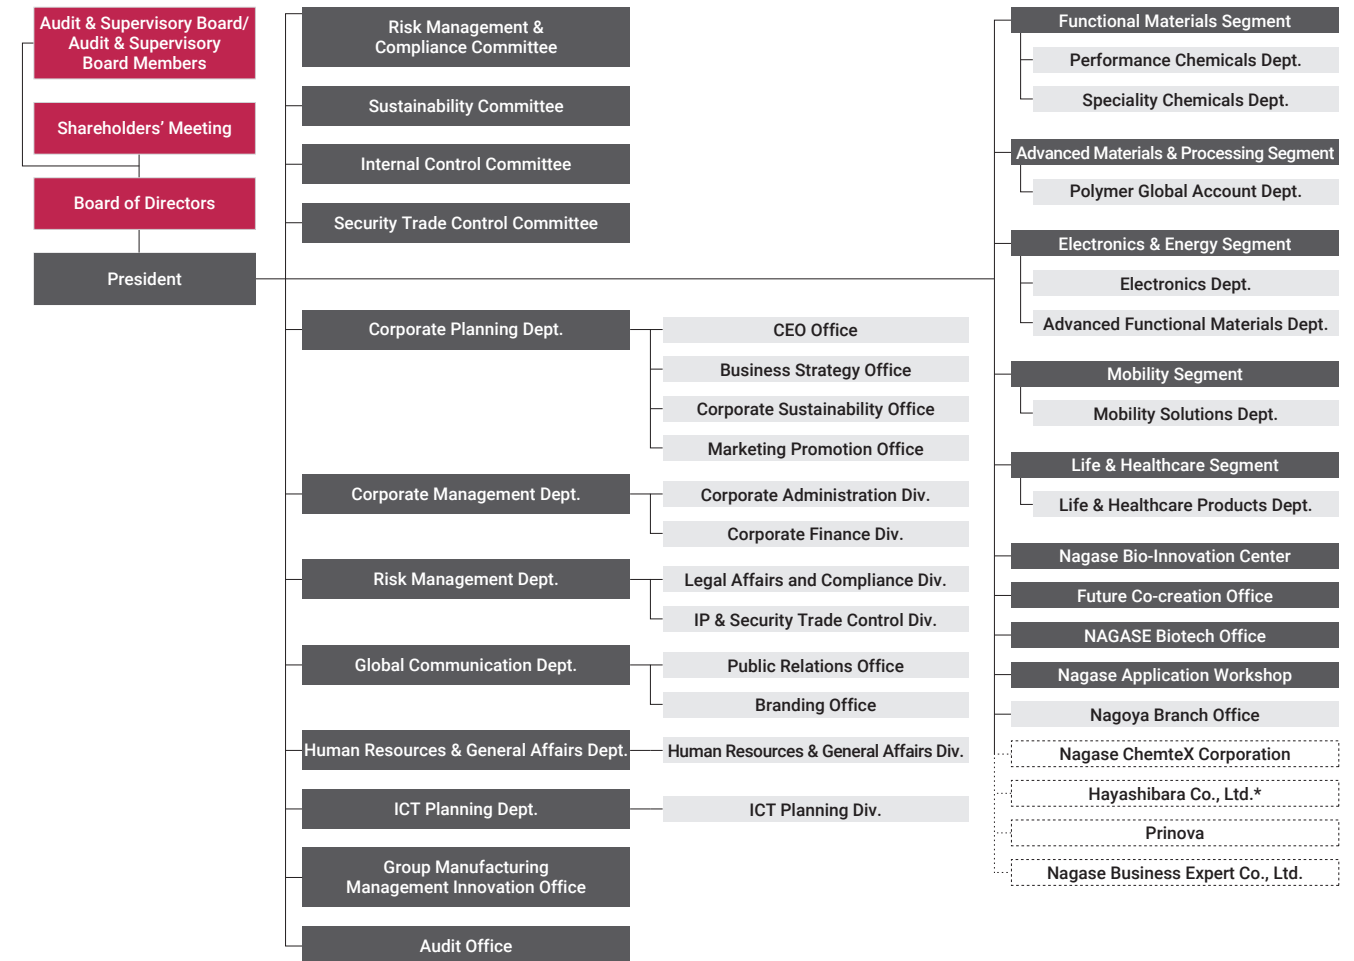 Audit & Supervisory Board/
Audit & Supervisory
Board Members
Shareholders’ Meeting
Board of Directors
President
Risk Management &
Compliance Committee
Sustainability Committee
Internal Control Committee
Security Trade Control Committee
Corporate Planning Dept.
CEO Office
Business Strategy Office
Corporate Sustainability Office
Marketing Promotion Office
Corporate Management Dept.
Corporate Administration Div.
Corporate Finance Div.
Risk Management Dept.
Legal Affairs and Compliance Div.
IP & Security Trade Control Div.
Global Communication Dept.
Public Relations Office
Branding Office
Human Resources & General Affairs Dept.
Human Resources & General Affairs Div.
ICT Planning Dept.
ICT Planning Div.
Group Manufacturing
Management Innovation Office
Audit Office
Functional Materials Segment
Performance Chemicals Dept.
Speciality Chemicals Dept.
Advanced Materials & Processing Segment
Polymer Global Account Dept.
Electronics & Energy Segment
Electronics Dept.
Advanced Functional Materials Dept.
Mobility Segment
Mobility Solutions Dept.
Life & Healthcare Segment
Life & Healthcare Products Dept.
Nagase Bio-Innovation Center
Future Co-creation Office
NAGASE Biotech Office
Nagase Application Workshop
Nagoya Branch Office
Nagase ChemteX Corporation
Hayashibara Co., Ltd.*
Prinova
Nagase Business Expert Co., Ltd.